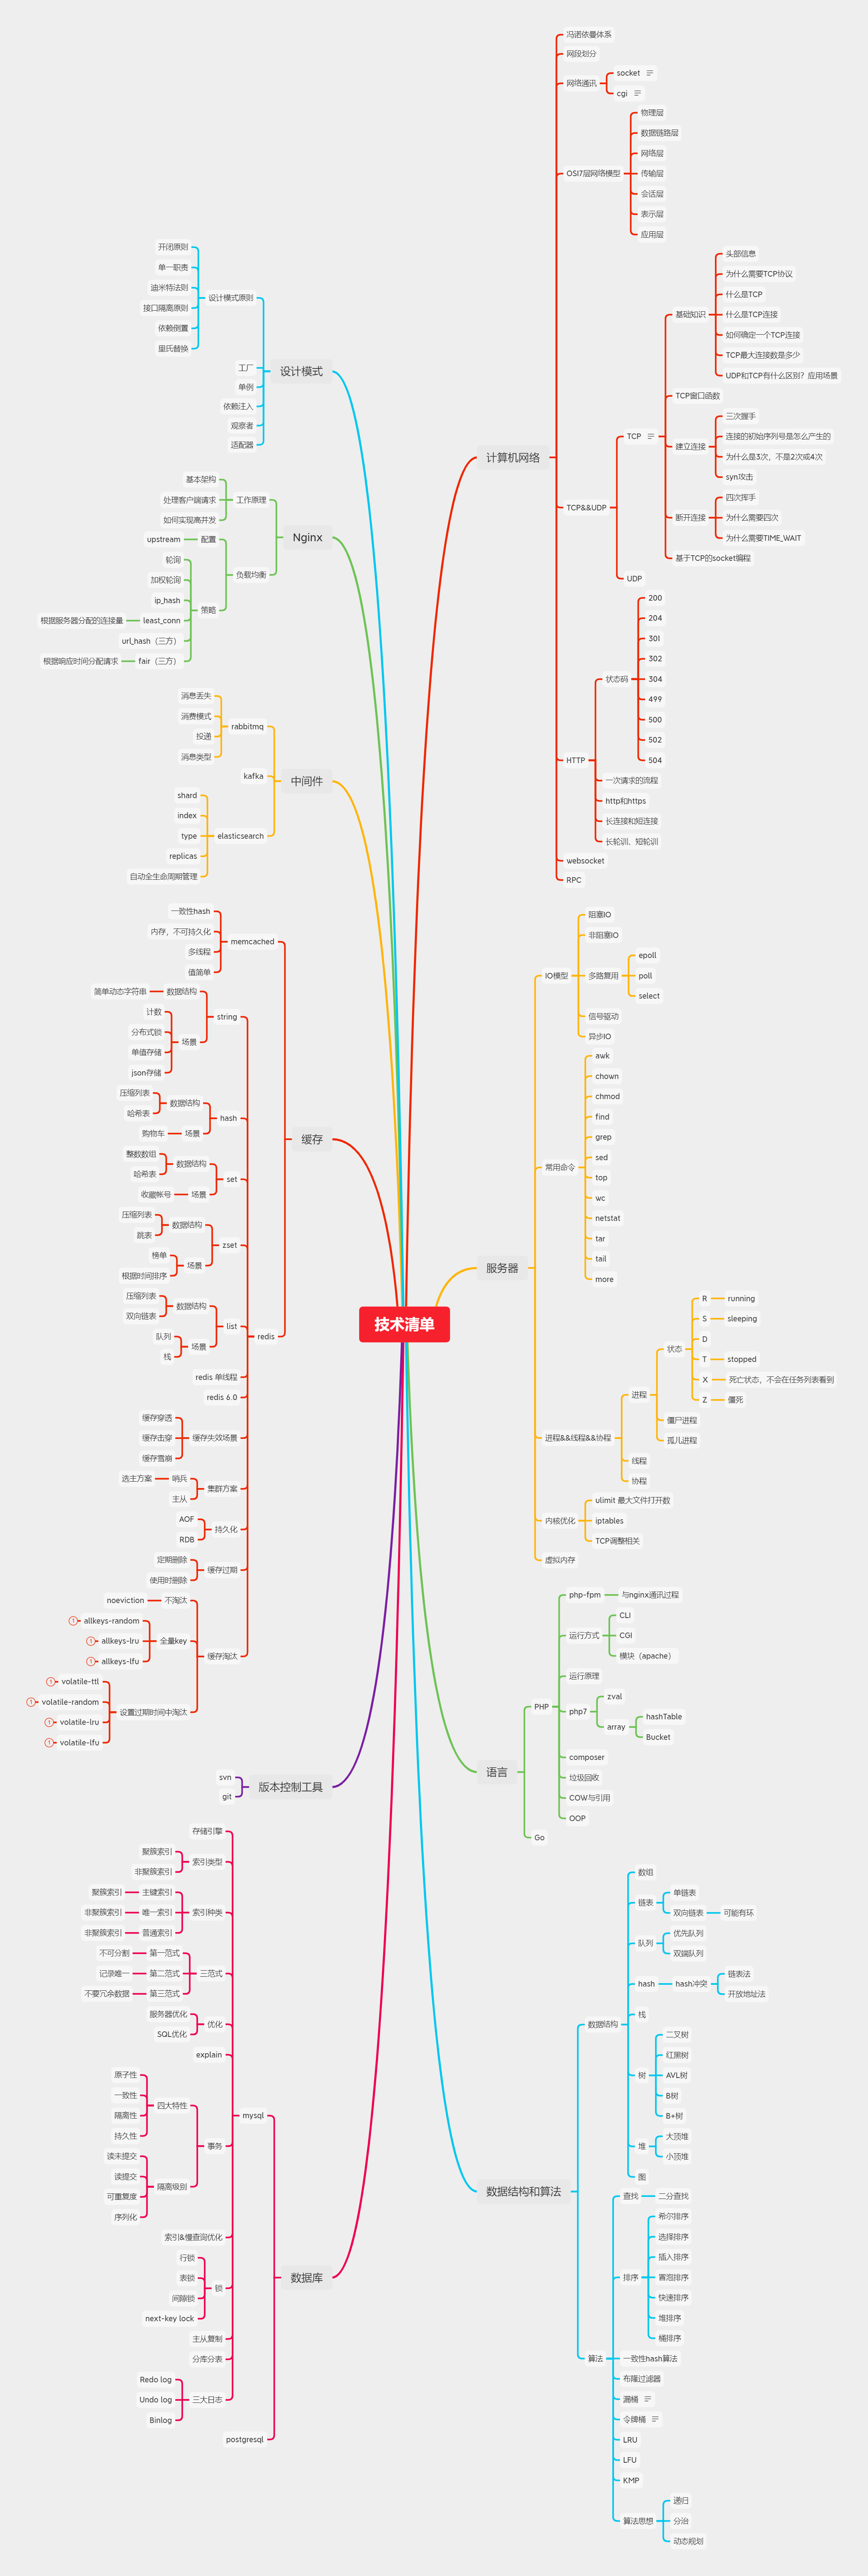 技术清单
计算机网络
冯诺依曼体系
网段划分
网络通讯
socket
cgi
OSI7层网络模型
物理层
数据链路层
网络层
传输层
会话层
表示层
应用层
TCP&&UDP
TCP
基础知识
头部信息
为什么需要TCP协议
什么是TCP
什么是TCP连接
如何确定一个TCP连接
TCP最大连接数是多少
UDP和TCP有什么区别？应用场景
TCP窗口函数
建立连接
三次握手
连接的初始序列号是怎么产生的
为什么是3次，不是2次或4次
syn攻击
断开连接
四次挥手
为什么需要四次
为什么需要TIME_WAIT
基于TCP的socket编程
UDP
HTTP
状态码
200
204
301
302
304
499
500
502
504
一次请求的流程
http和https
长连接和短连接
长轮训、短轮训
websocket
RPC
服务器
IO模型
阻塞IO
非阻塞IO
多路复用
epoll
poll
select
信号驱动
异步IO
常用命令
awk
chown
chmod
find
grep
sed
top
wc
netstat
tar
tail
more
进程&&线程&&协程
进程
状态
R
running
S
sleeping
D
T
stopped
X
死亡状态，不会在任务列表看到
Z
僵死
僵尸进程
孤儿进程
线程
协程
内核优化
ulimit 最大文件打开数
iptables
TCP调整相关
虚拟内存
语言
PHP
php-fpm
与nginx通讯过程
运行方式
CLI
CGI
模块（apache）
运行原理
php7
zval
array
hashTable
Bucket
composer
垃圾回收
COW与引用
OOP
Go
数据结构和算法
数据结构
数组
链表
单链表
双向链表
可能有环
队列
优先队列
双端队列
hash
hash冲突
链表法
开放地址法
栈
树
二叉树
红黑树
AVL树
B树
B+树
堆
大顶堆
小顶堆
图
算法
查找
二分查找
排序
希尔排序
选择排序
插入排序
冒泡排序
快速排序
堆排序
桶排序
一致性hash算法
布隆过滤器
漏桶
令牌桶
LRU
LFU
KMP
算法思想
递归
分治
动态规划
设计模式
设计模式原则
开闭原则
单一职责
迪米特法则
接口隔离原则
依赖倒置
里氏替换
工厂
单例
依赖注入
观察者
适配器
Nginx
工作原理
基本架构
处理客户端请求
如何实现高并发
负载均衡
配置
upstream
策略
轮询
加权轮询
ip_hash
least_conn
根据服务器分配的连接量
url_hash（三方）
fair（三方）
根据响应时间分配请求
中间件
rabbitmq
消息丢失
消费模式
投递
消息类型
kafka
elasticsearch
shard
index
type
replicas
自动全生命周期管理
缓存
memcached
一致性hash
内存，不可持久化
多线程
值简单
redis
string
数据结构
简单动态字符串
场景
计数
分布式锁
单值存储
json存储
hash
数据结构
压缩列表
哈希表
场景
购物车
set
数据结构
整数数组
哈希表
场景
收藏帐号
zset
数据结构
压缩列表
跳表
场景
榜单
根据时间排序
list
数据结构
压缩列表
双向链表
场景
队列
栈
redis 单线程
redis 6.0
缓存失效场景
缓存穿透
缓存击穿
缓存雪崩
集群方案
哨兵
选主方案
主从
持久化
AOF
RDB
缓存过期
定期删除
使用时删除
缓存淘汰
不淘汰
noeviction
全量key
allkeys-random
1
allkeys-lru
1
allkeys-lfu
1
设置过期时间中淘汰
volatile-ttl
1
volatile-random
1
volatile-lru
1
volatile-lfu
1
版本控制工具
svn
git
数据库
mysql
存储引擎
索引类型
聚簇索引
非聚簇索引
索引种类
主键索引
聚簇索引
唯一索引
非聚簇索引
普通索引
非聚簇索引
三范式
第一范式
不可分割
第二范式
记录唯一
第三范式
不要冗余数据
优化
服务器优化
SQL优化
explain
事务
四大特性
原子性
一致性
隔离性
持久性
隔离级别
读未提交
读提交
可重复度
序列化
索引&慢查询优化
锁
行锁
表锁
间隙锁
next-key lock
主从复制
分库分表
三大日志
Redo log
Undo log
Binlog
postgresql